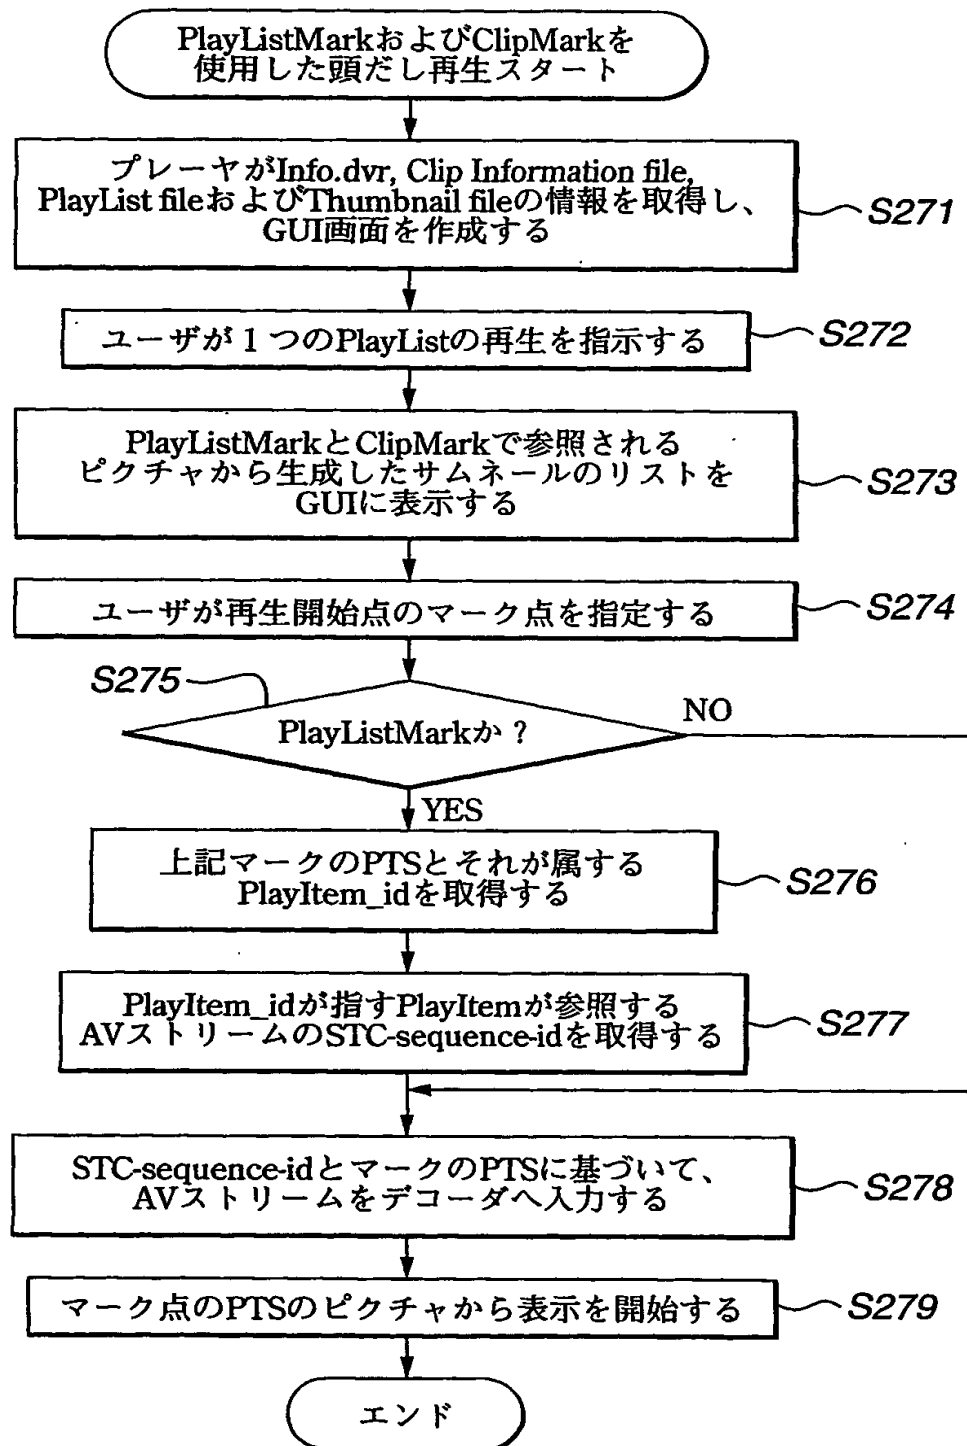 PlayListMarkおよびClipMarkを
使用した頭だし再生スタート
プレーヤがInfo.dvr, Clip Information file,
PlayList fileおよびThumbnail fileの情報を取得し、
GUI画面を作成する
S271
ユーザが1つのPlayListの再生を指示する
S272
PlayListMarkとClipMarkで参照される
ピクチャから生成したサムネールのリストを
GUIに表示する
S273
ユーザが再生開始点のマーク点を指定する
S274
S275
PlayListMarkか?
NO
YES
上記マークのPTSとそれが属する
PlayItem_idを取得する
S276
PlayItem_idが指すPlayItemが参照する
AVストリームのSTC-sequence-idを取得する
S277
STC-sequence-idとマークのPTSに基づいて、
AVストリームをデコーダへ入力する
S278
マーク点のPTSのピクチャから表示を開始する
S279
エンド